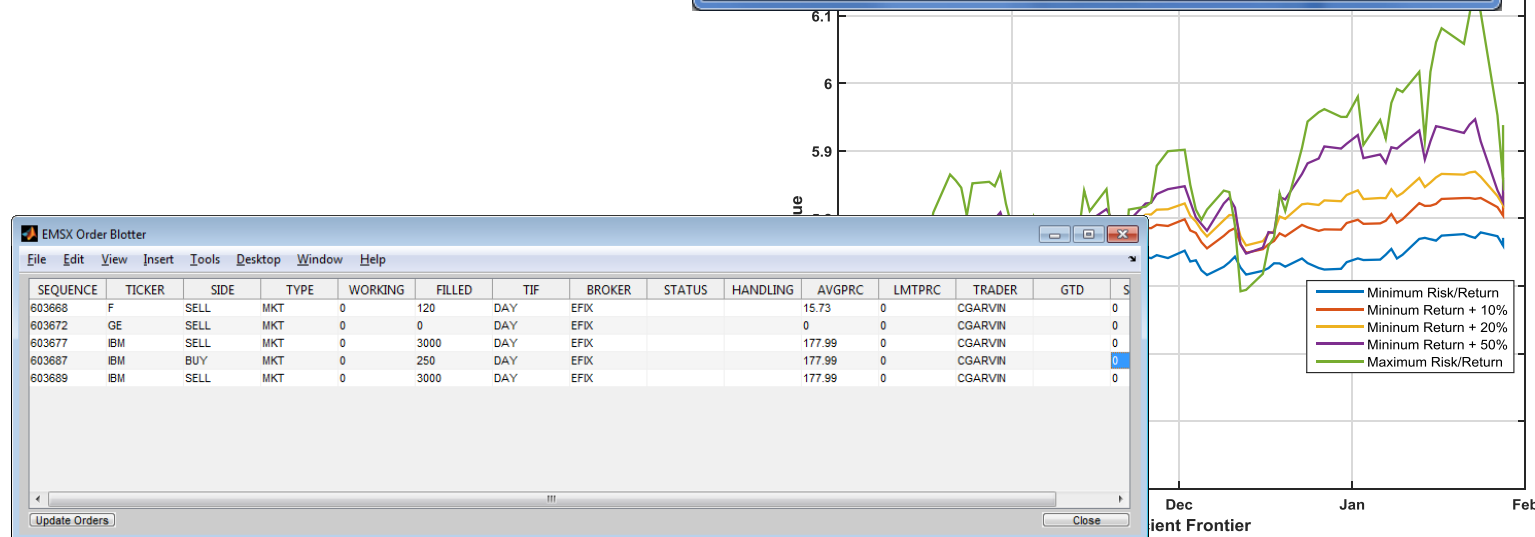 6.1
6
5.9
EMSX Order Blotter
File Edit View Insert Tools Desktop Window Help
SEQUENCE TICKER SIDE TYPE WORKING FILLED TIF BROKER STATUS HANDLING AVGPRC LMTPRC TRADER GTD S
603668 F SELL MKT 0 120 DAY EFIX 15.73 0 CGARVIN 0
603672 GE SELL MKT 0 0 DAY EFIX 0 0 CGARVIN 0
603677 IBM SELL MKT 0 3000 DAY EFIX 177.99 0 CGARVIN 0
603687 IBM BUY MKT 0 250 DAY EFIX 177.99 0 CGARVIN 0
603689 IBM SELL MKT 0 3000 DAY EFIX 177.99 0 CGARVIN 0
Update Orders Close
Minimum Risk/Return
Mininum Return + 10%
Mininum Return + 20%
Mininum Return + 50%
Maximum Risk/Return
Dec Jan Feb
cient Frontier
ue